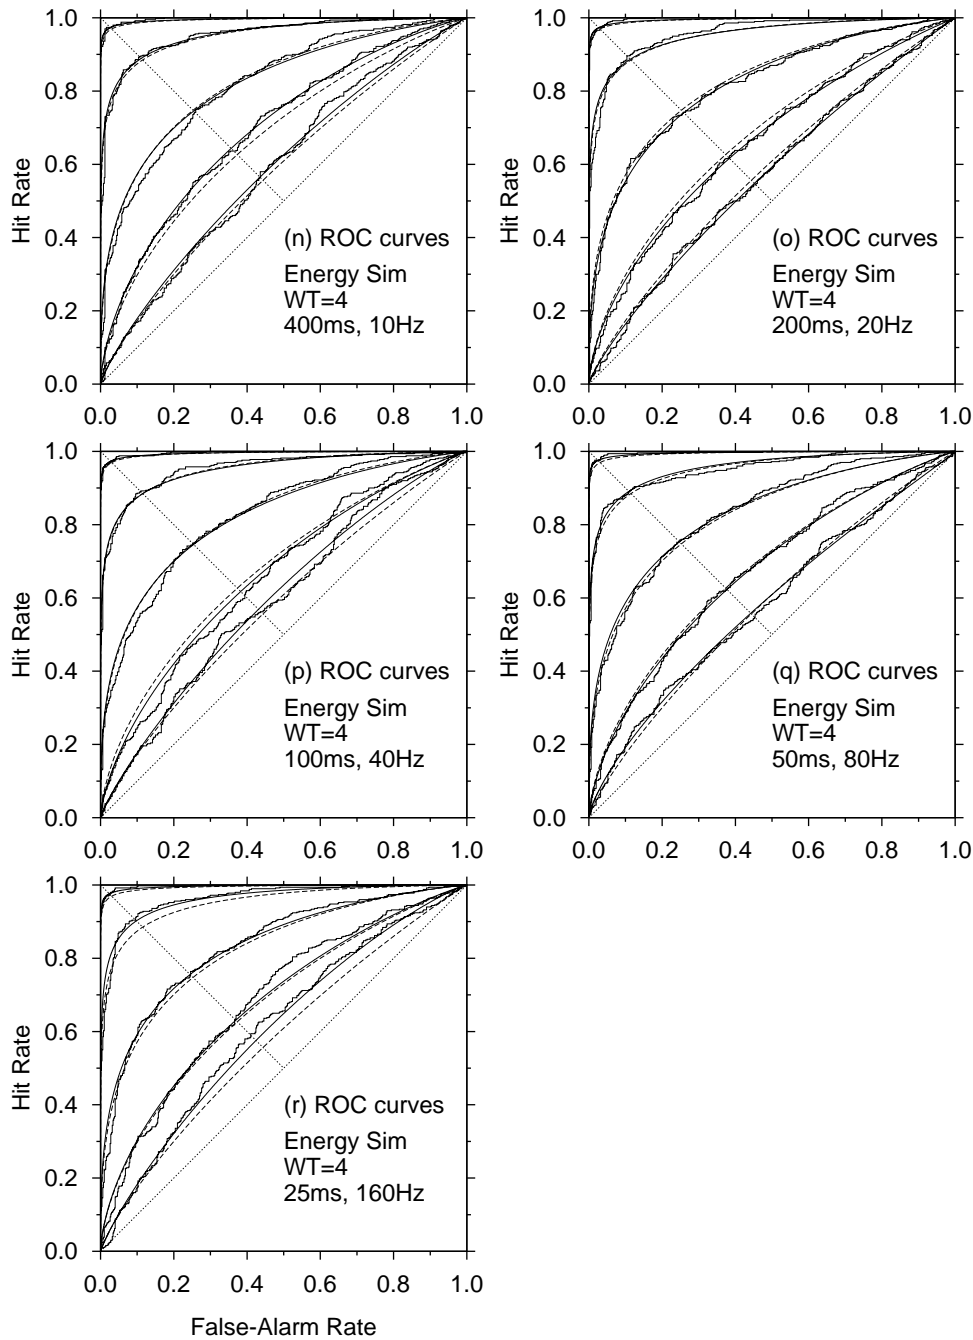 1.0
0.8
0.6
0.4
0.2
0.0
Hit Rate
(n) ROC curves
Energy Sim
WT=4
400ms, 10Hz
0.0 0.2 0.4 0.6 0.8 1.0
1.0
0.8
0.6
0.4
0.2
0.0
Hit Rate
(o) ROC curves
Energy Sim
WT=4
200ms, 20Hz
0.0 0.2 0.4 0.6 0.8 1.0
1.0
0.8
0.6
0.4
0.2
0.0
Hit Rate
(p) ROC curves
Energy Sim
WT=4
100ms, 40Hz
0.0 0.2 0.4 0.6 0.8 1.0
1.0
0.8
0.6
0.4
0.2
0.0
Hit Rate
(q) ROC curves
Energy Sim
WT=4
50ms, 80Hz
0.0 0.2 0.4 0.6 0.8 1.0
1.0
0.8
0.6
0.4
0.2
0.0
Hit Rate
(r) ROC curves
Energy Sim
WT=4
25ms, 160Hz
0.0 0.2 0.4 0.6 0.8 1.0
False-Alarm Rate